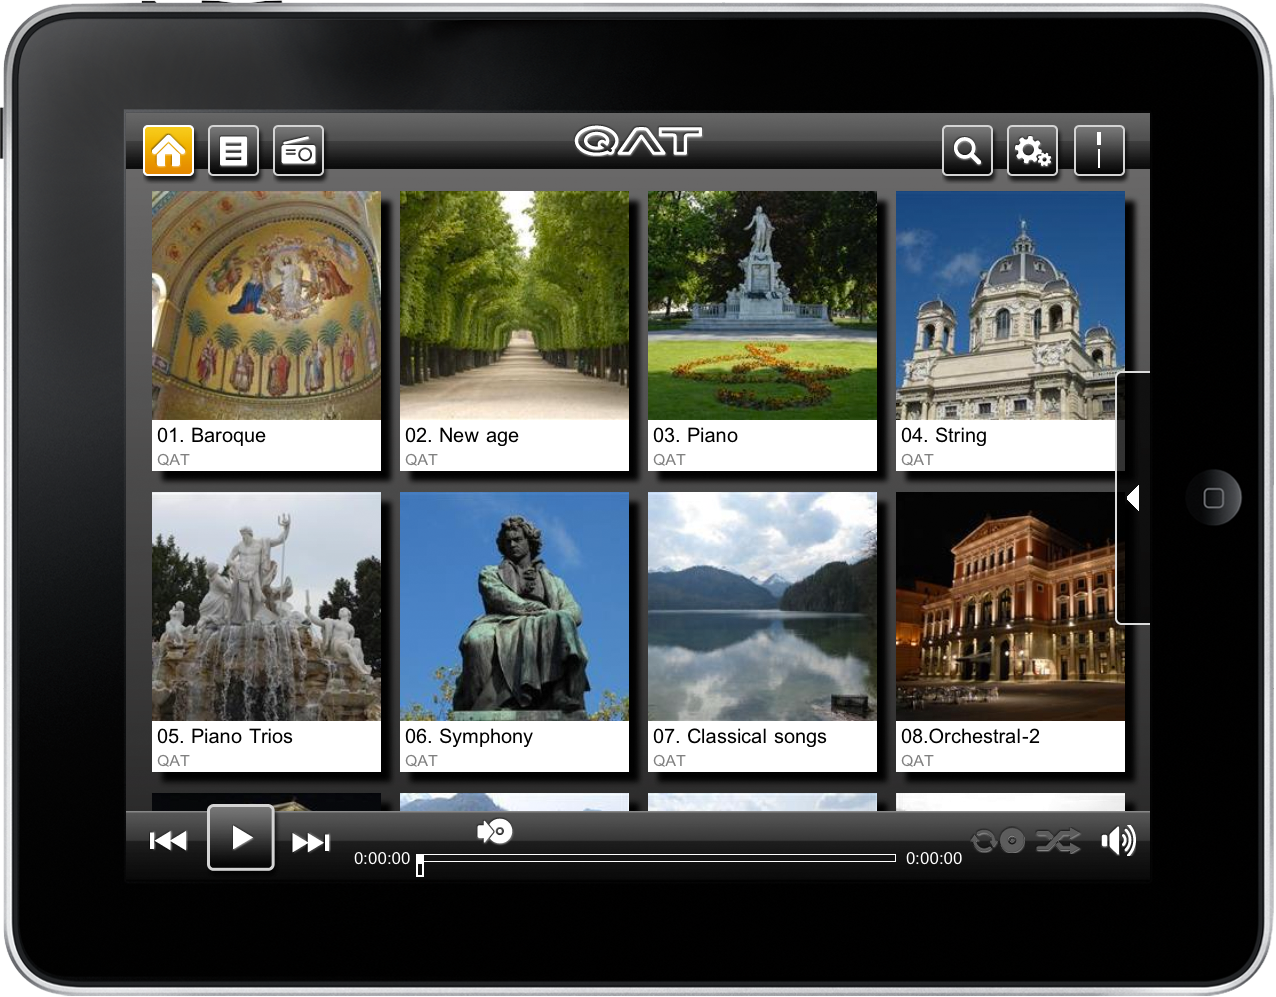 QAT
01. Baroque
QAT
02. New age
QAT
03. Piano
QAT
04. String
QAT
05. Piano Trios
QAT
06. Symphony
QAT
07. Classical songs
QAT
08.Orchestral-2
QAT
0:00:00
0:00:00